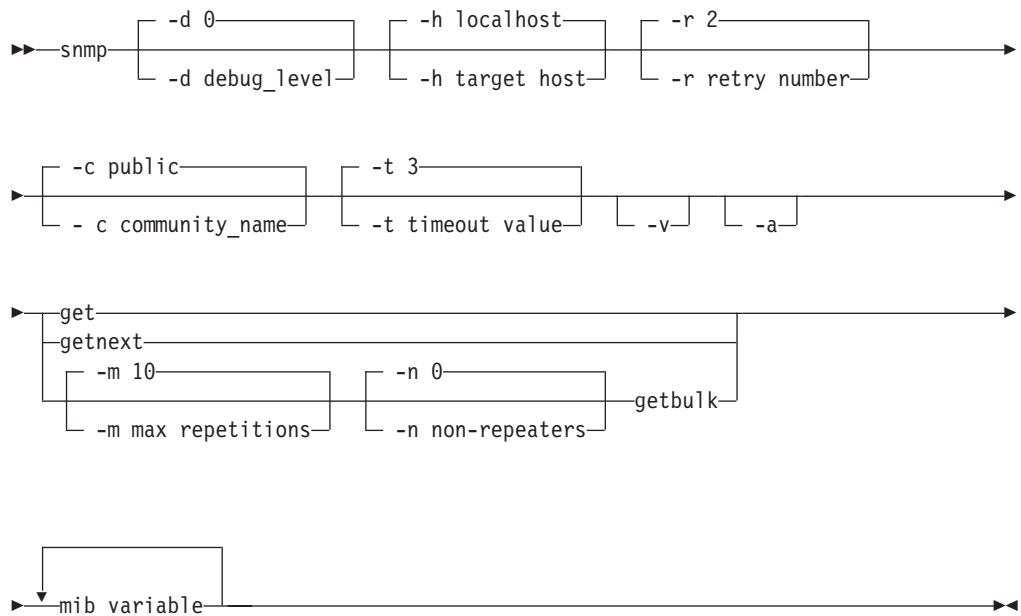 -d 0 -h localhost -r 2
snmp
-d debug_level -h target host -r retry number
-c public -t 3
- c community_name -t timeout value -v -a
get
getnext
-m 10 -n 0
getbulk
-m max repetitions -n non-repeaters
mib variable